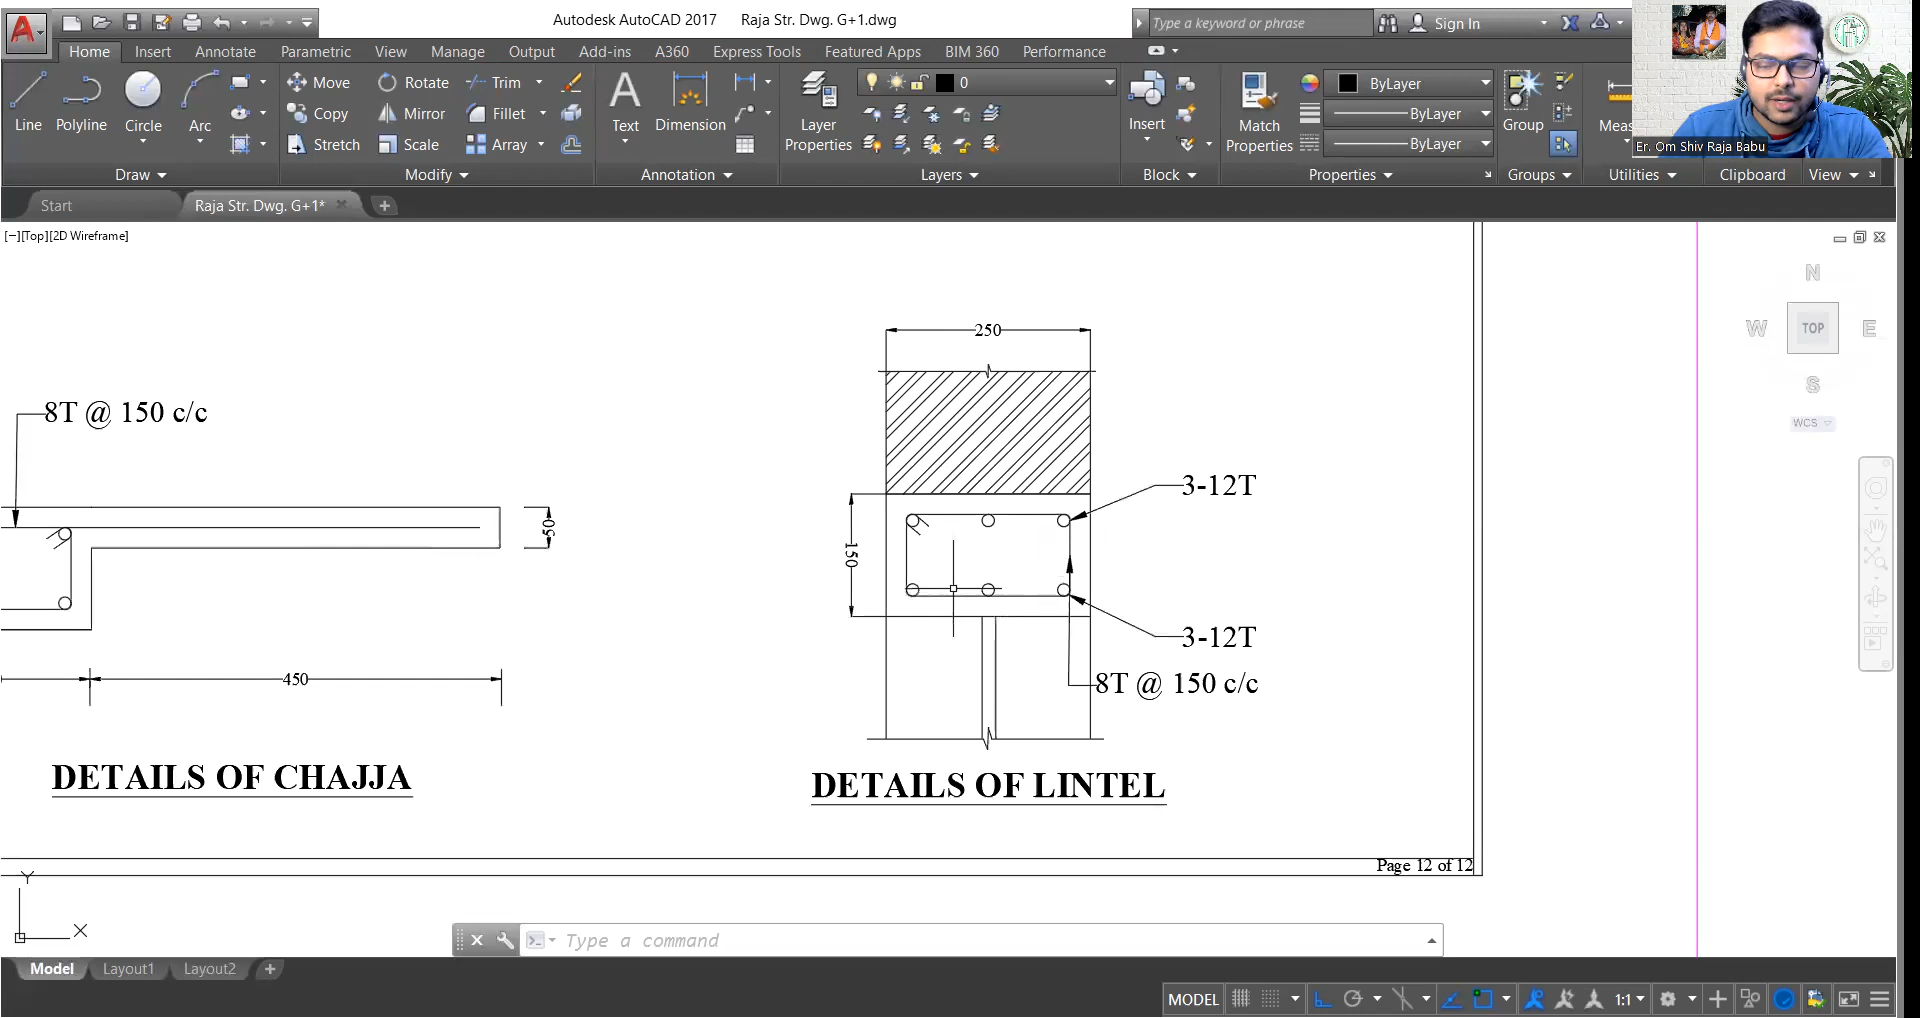 Autodesk AutoCAD 2017 Raja Str. Dwg. G+1.dwg
Type a keyword or phrase
Sign In
Home Insert Annotate Parametric View Manage Output Add-ins A360 Express Tools Featured Apps BIM 360 Performance
Line Polyline Circle Arc
Draw
Move Rotate Trim
Copy Mirror Fillet
Stretch Scale Array
Modify
Text Dimension
Annotation
Layer Properties
0
Layers
Insert
Block
Match Properties
ByLayer
ByLayer
ByLayer
Properties
Group
Groups
Meas
Utilities
Clipboard
View
Er. Om Shiv Raja Babu
Start
Raja Str. Dwg. G+1*
[−][Top][2D Wireframe]
N
W TOP E
S
WCS
8T @ 150 c/c
50
450
DETAILS OF CHAJJA
250
150
3-12T
3-12T
8T @ 150 c/c
DETAILS OF LINTEL
Page 12 of 12
Y
X
Type a command
Model Layout1 Layout2
MODEL
1:1